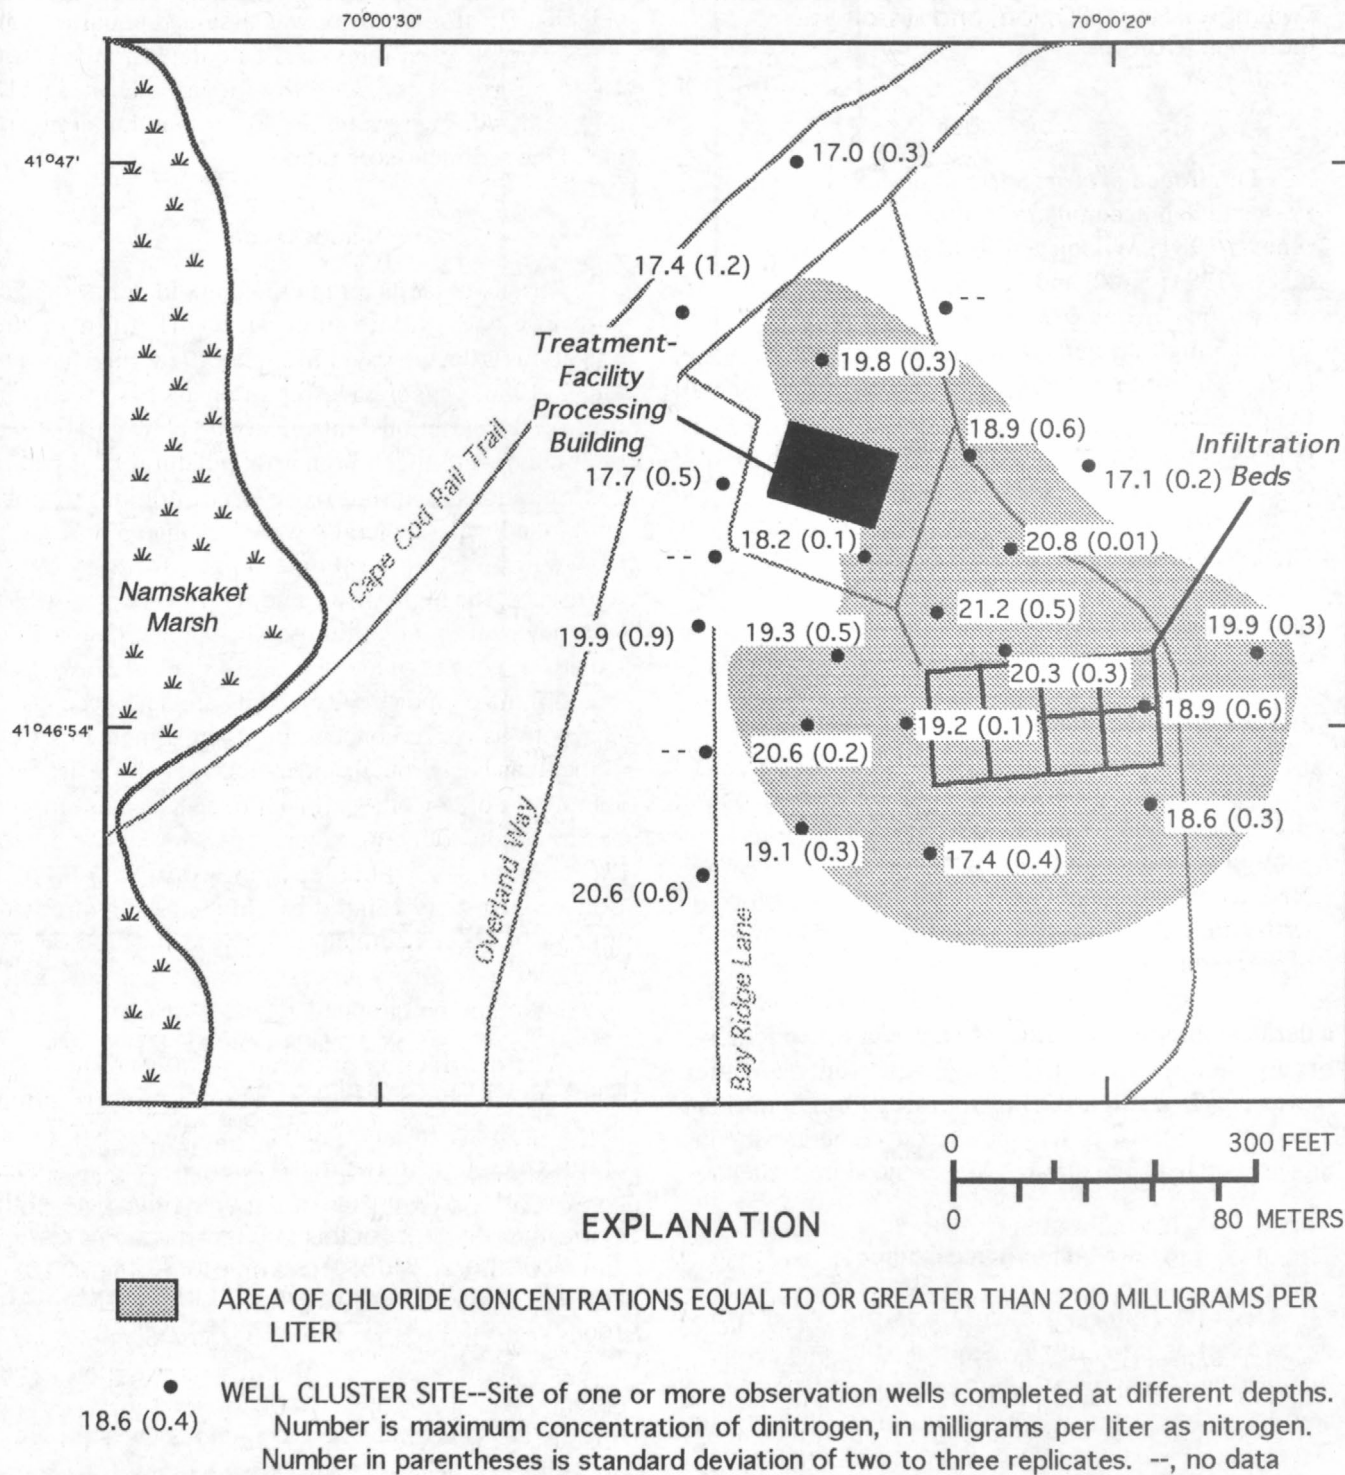 70°00'30"
70°00'20"
41°47'
17.0 (0.3)
17.4 (1.2)
--
Treatment-
Facility
Processing
Building
19.8 (0.3)
18.9 (0.6)
Infiltration
Beds
17.1 (0.2)
17.7 (0.5)
Cape Cod Rail Trail
18.2 (0.1)
20.8 (0.01)
--
Namskaket
Marsh
21.2 (0.5)
19.9 (0.9)
19.3 (0.5)
19.9 (0.3)
20.3 (0.3)
18.9 (0.6)
41°46'54"
19.2 (0.1)
--
20.6 (0.2)
18.6 (0.3)
19.1 (0.3)
17.4 (0.4)
20.6 (0.6)
Overland Way
Bay Ridge Lane
0 300 FEET
0 80 METERS
EXPLANATION
AREA OF CHLORIDE CONCENTRATIONS EQUAL TO OR GREATER THAN 200 MILLIGRAMS PER
LITER
WELL CLUSTER SITE--Site of one or more observation wells completed at different depths.
18.6 (0.4) Number is maximum concentration of dinitrogen, in milligrams per liter as nitrogen.
Number in parentheses is standard deviation of two to three replicates. --, no data